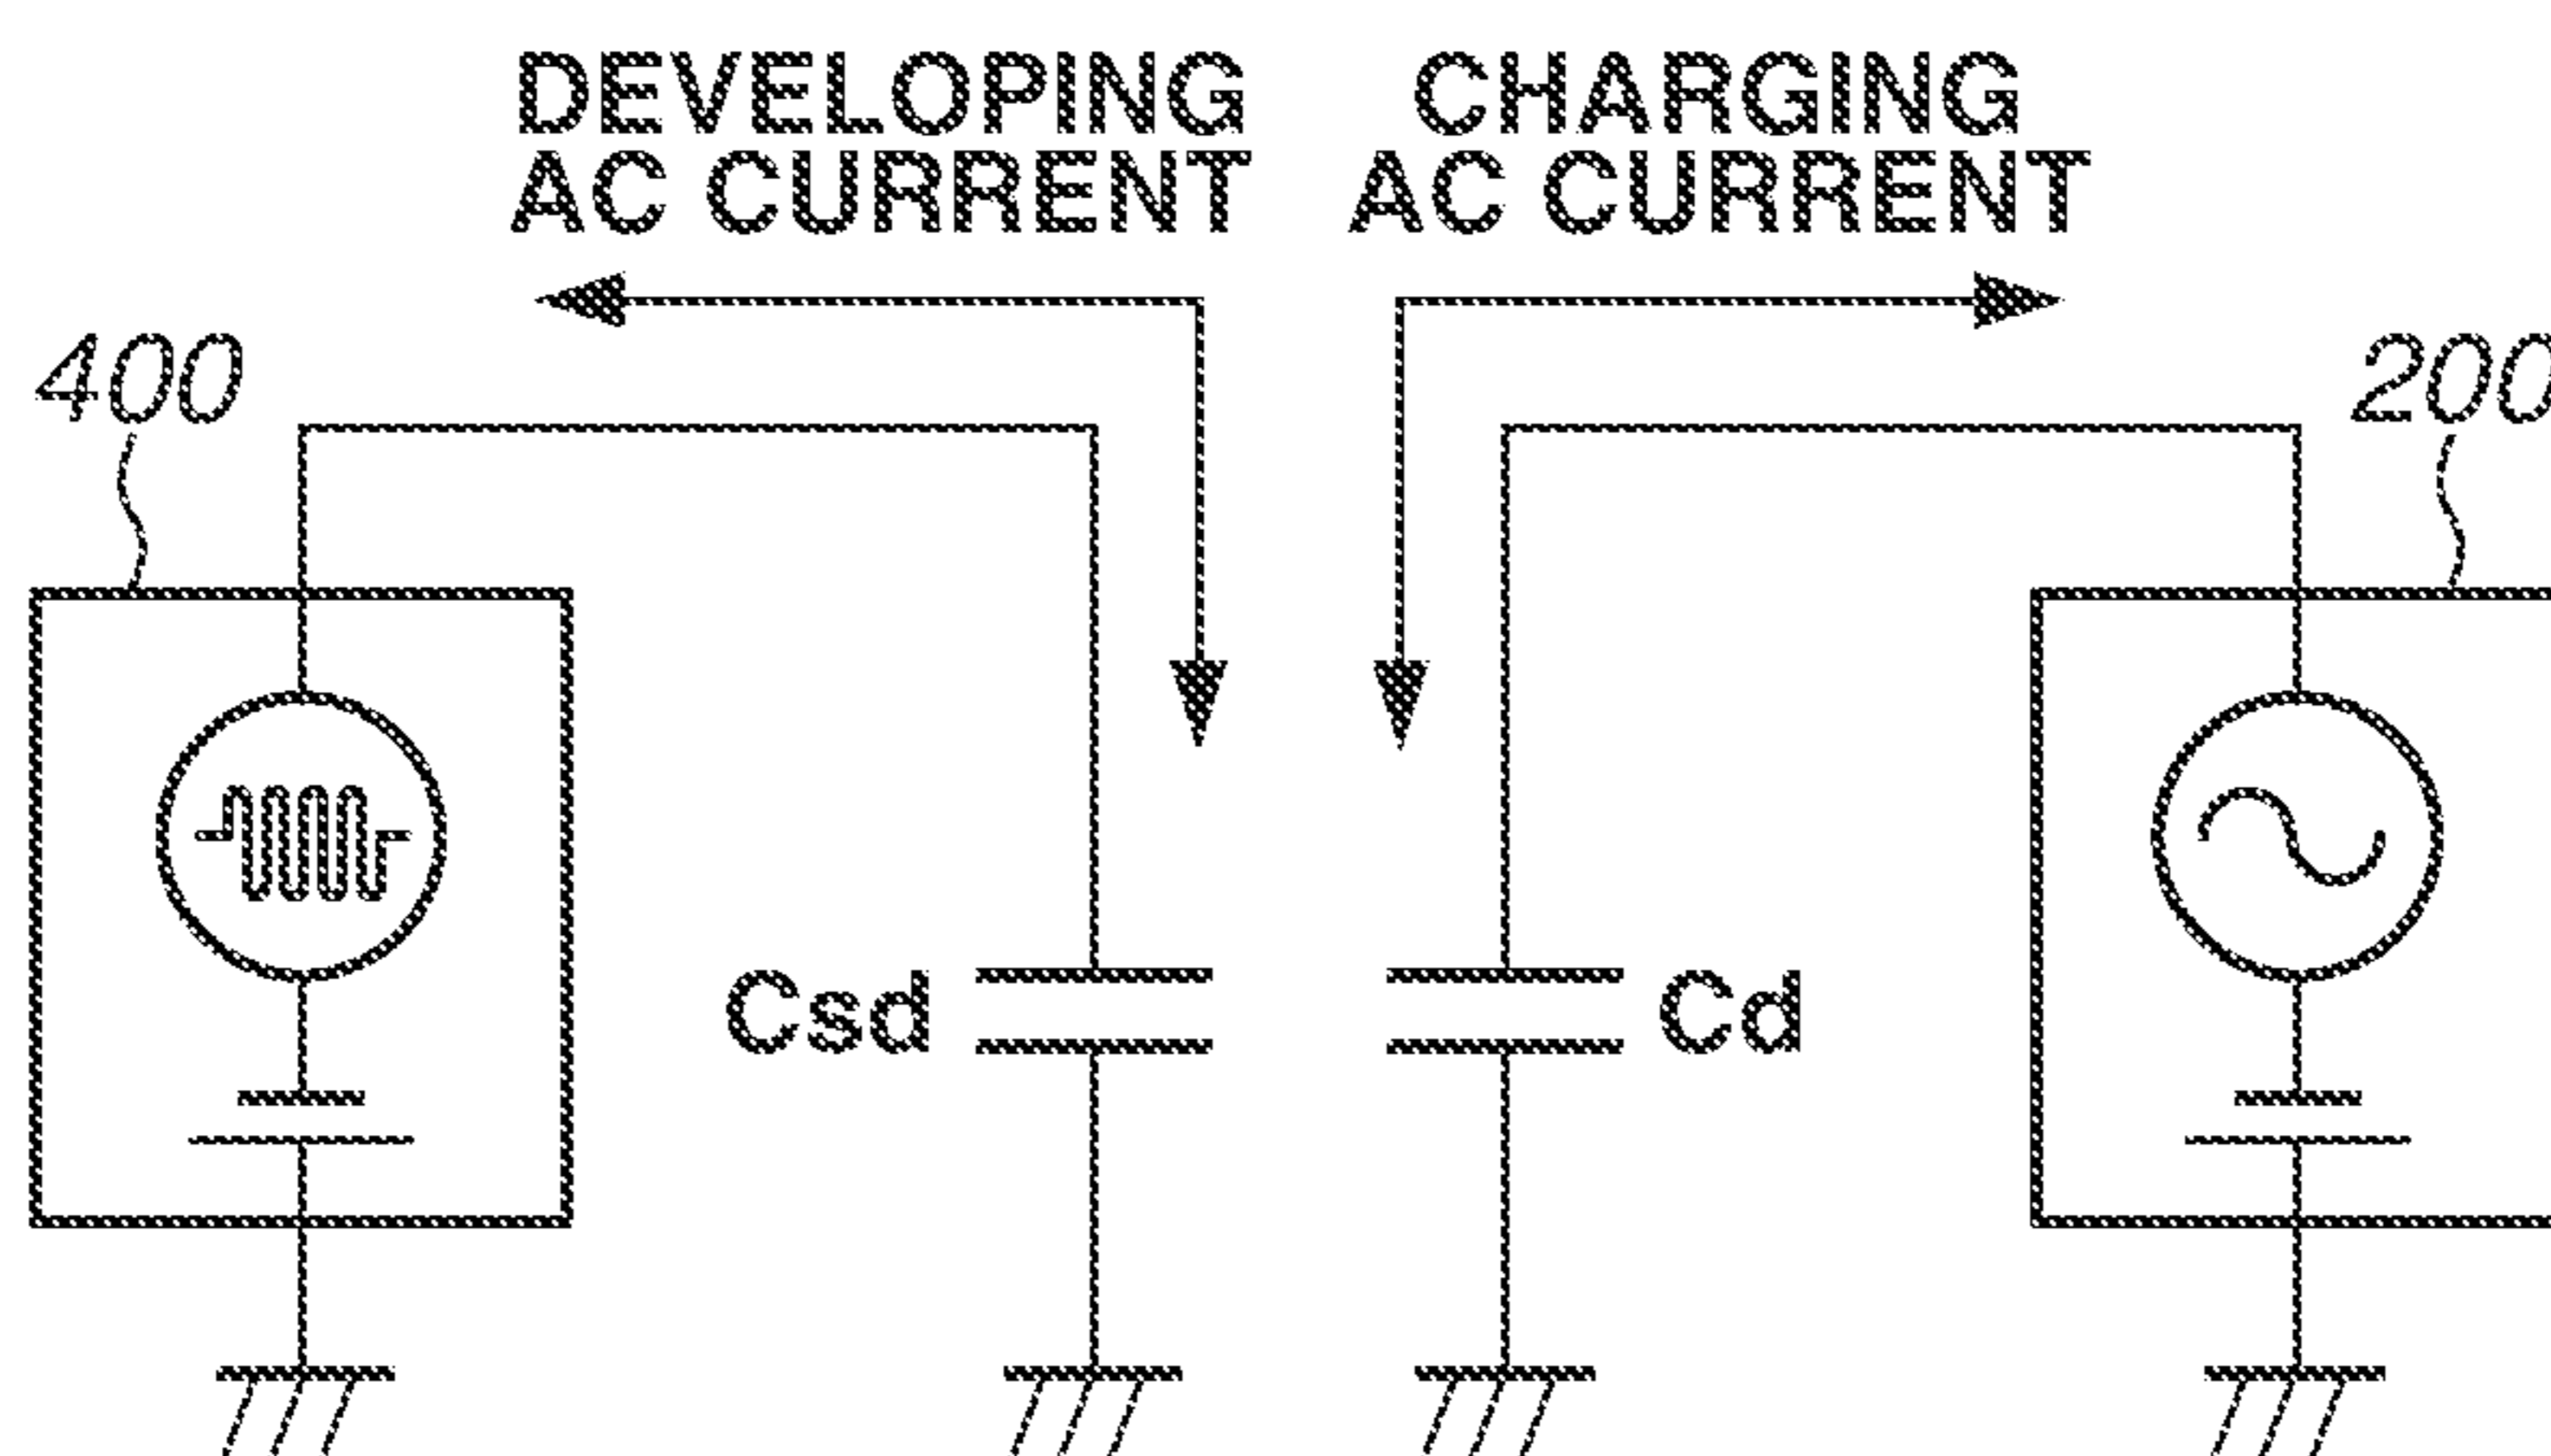 DEVELOPING
AC CURRENT
CHARGING
AC CURRENT
400
200
Csd
Cd